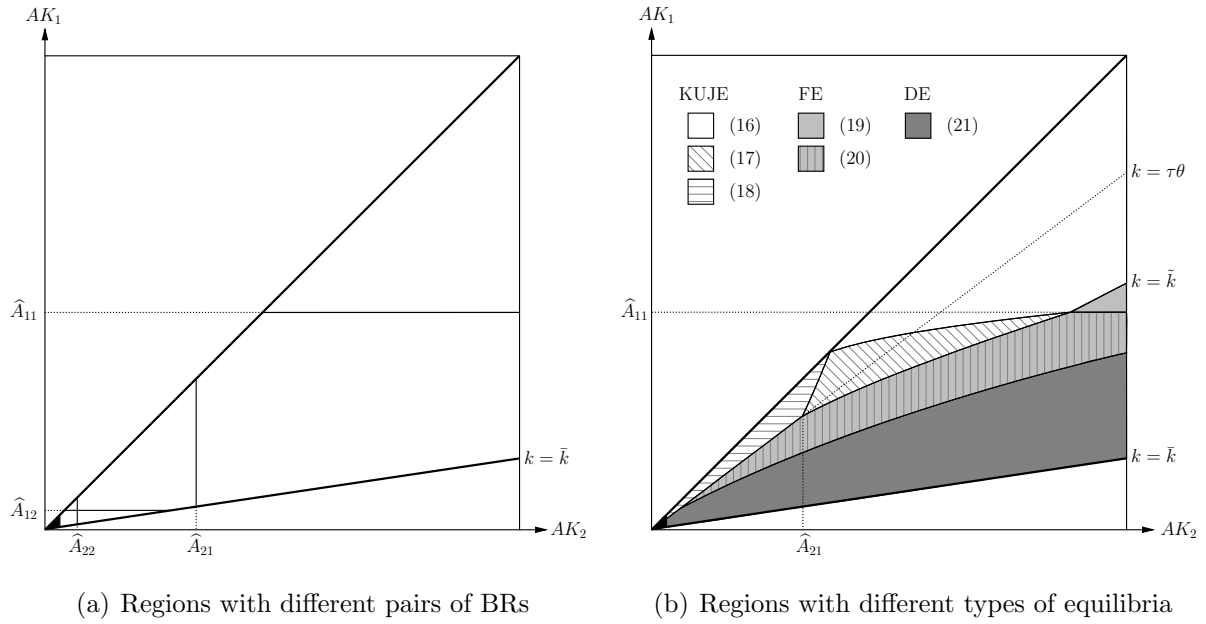 AK₁
Â₁₁
k = k̄
Â₁₂
Â₂₂
Â₂₁
AK₂
(a) Regions with different pairs of BRs
AK₁
KUJE FE DE
(16) (19) (21)
(17) (20)
(18)
k = τθ
k = k̃
Â₁₁
k = k̄
Â₂₁
AK₂
(b) Regions with different types of equilibria